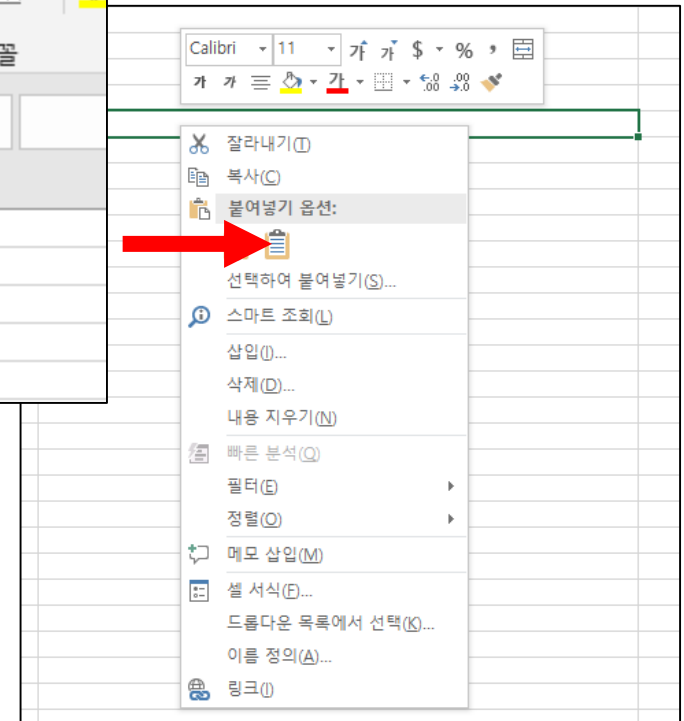 꼴
Calibri 11 가 가 $ % ,
가 가 가 .00 .00
잘라내기(T)
복사(C)
붙여넣기 옵션:
선택하여 붙여넣기(S)...
스마트 조회(L)
삽입(I)...
삭제(D)...
내용 지우기(N)
빠른 분석(Q)
필터(E)
정렬(O)
메모 삽입(M)
셀 서식(F)...
드롭다운 목록에서 선택(K)...
이름 정의(A)...
링크(I)